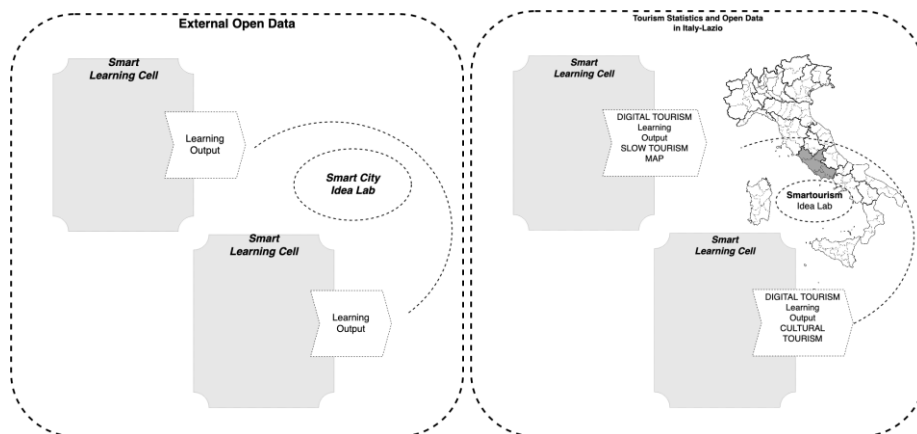 External Open Data
Smart
Learning Cell
Learning
Output
Smart City
Idea Lab
Smart
Learning Cell
Learning
Output
Tourism Statistics and Open Data
in Italy-Lazio
Smart
Learning Cell
DIGITAL TOURISM
Learning
Output
SLOW TOURISM
MAP
Smartourism
Idea Lab
Smart
Learning Cell
DIGITAL TOURISM
Learning
Output
CULTURAL
TOURISM